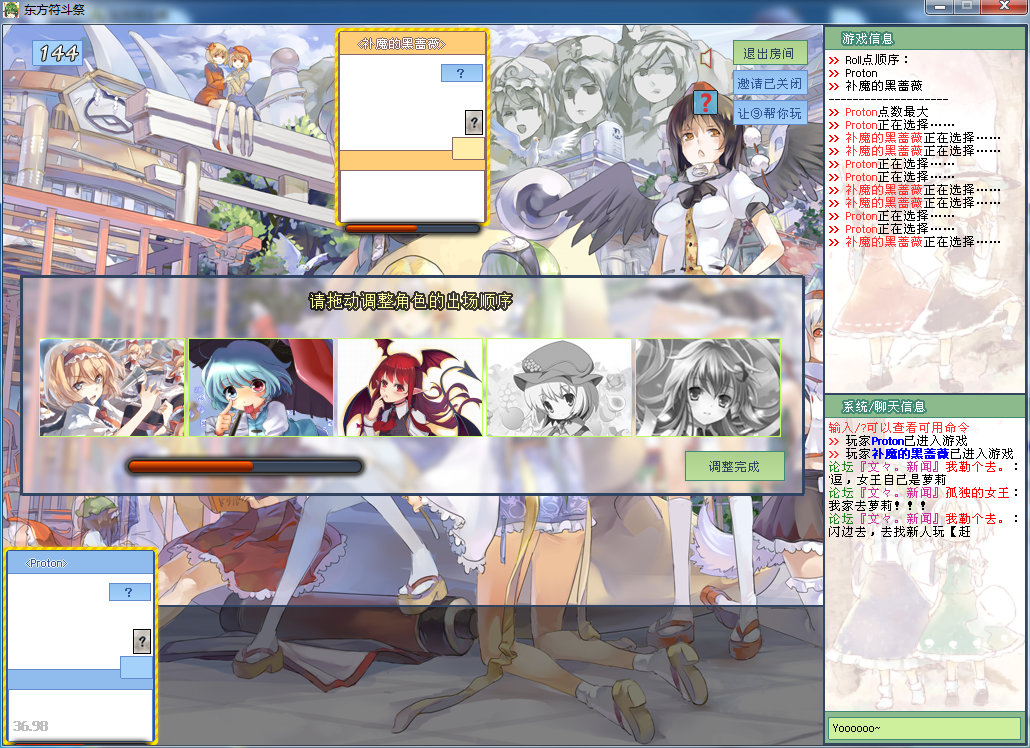 东方符斗祭
144
<补魔的黑蔷薇>
?
?
?
退出房间
邀请已关闭
让⑨帮你玩
请拖动调整角色的出场顺序
调整完成
<Proton>
?
?
36.98
游戏信息
>> Roll点顺序：
>> Proton
>> 补魔的黑蔷薇
--------------------
>> Proton点数最大
>> Proton正在选择……
>> 补魔的黑蔷薇正在选择……
>> 补魔的黑蔷薇正在选择……
>> Proton正在选择……
>> Proton正在选择……
>> 补魔的黑蔷薇正在选择……
>> 补魔的黑蔷薇正在选择……
>> Proton正在选择……
>> Proton正在选择……
>> 补魔的黑蔷薇正在选择……
系统/聊天信息
输入/?可以查看可用命令
>> 玩家Proton已进入游戏
>> 玩家补魔的黑蔷薇已进入游戏
论坛『文々。新闻』我勒个去。：
逗，女王自己是萝莉
论坛『文々。新闻』孤独的女王：
我家去萝莉！！！
论坛『文々。新闻』我勒个去。：
闪边去，去找新人玩【赶
Yoooooo~